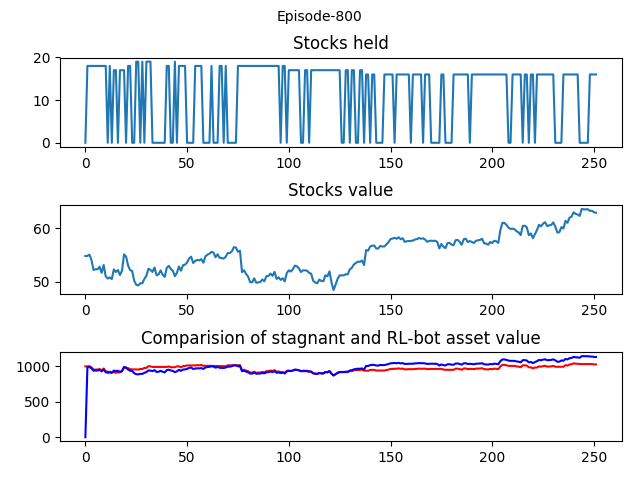 Episode-800
Stocks held
20
10
0
0 50 100 150 200 250
Stocks value
60
50
0 50 100 150 200 250
Comparision of stagnant and RL-bot asset value
1000
500
0
0 50 100 150 200 250